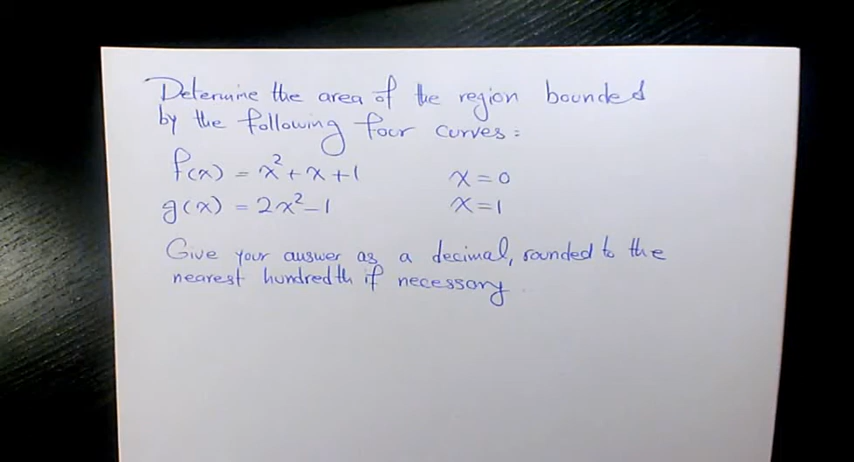 Determine the area of the region bounded
by the following four curves:
f(x) = x² + x + 1 x = 0
g(x) = 2x² - 1 x = 1
Give your answer as a decimal, rounded to the
nearest hundredth if necessary